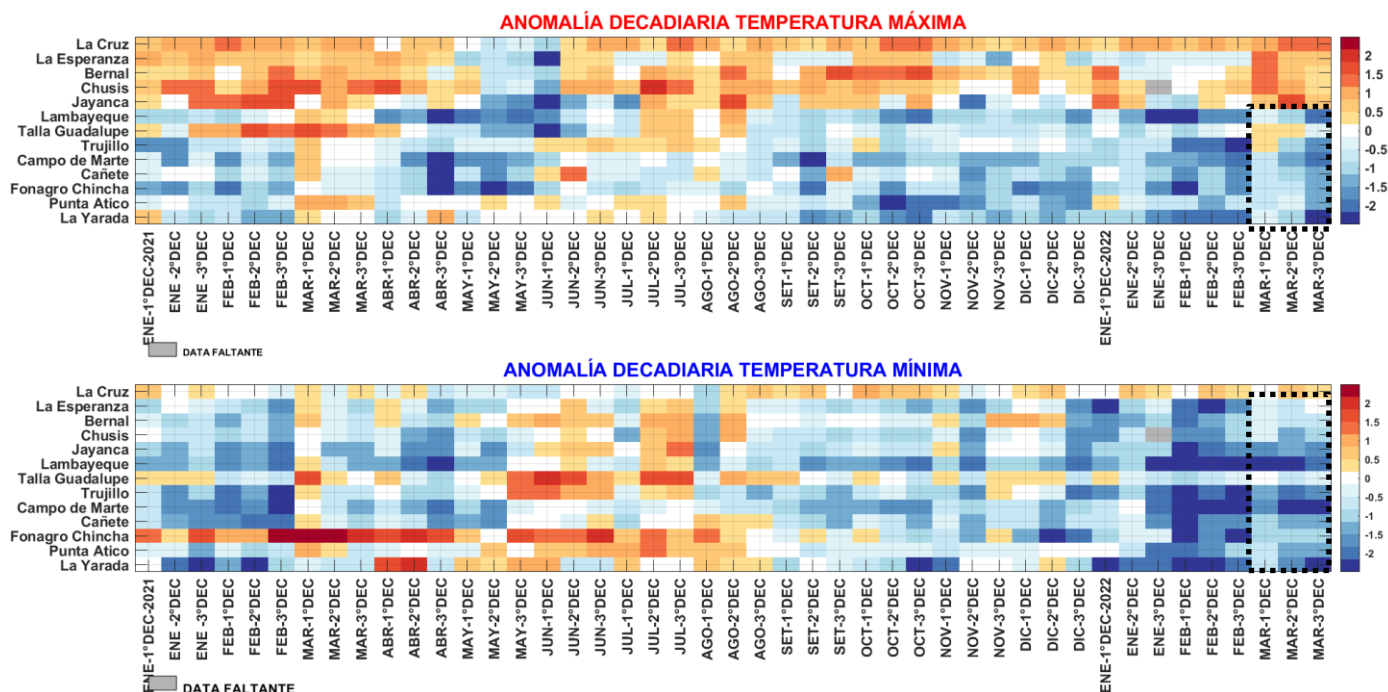 ANOMALÍA DECADIARIA TEMPERATURA MÁXIMA
La Cruz
La Esperanza
Bernal
Chusis
Jayanca
Lambayeque
Talla Guadalupe
Trujillo
Campo de Marte
Cañete
Fonagro Chincha
Punta Atico
La Yarada
2
1.5
1
0.5
0
-0.5
-1
-1.5
-2
ENE-1°DEC-2021
ENE -2°DEC
ENE -3°DEC
FEB-1°DEC
FEB-2°DEC
FEB-3°DEC
MAR-1°DEC
MAR-2°DEC
MAR-3°DEC
ABR-1°DEC
ABR-2°DEC
ABR-3°DEC
MAY-1°DEC
MAY-2°DEC
MAY-3°DEC
JUN-1°DEC
JUN-2°DEC
JUN-3°DEC
JUL-1°DEC
JUL-2°DEC
JUL-3°DEC
AGO-1°DEC
AGO-2°DEC
AGO-3°DEC
SET-1°DEC
SET-2°DEC
SET-3°DEC
OCT-1°DEC
OCT-2°DEC
OCT-3°DEC
NOV-1°DEC
NOV-2°DEC
NOV-3°DEC
DIC-1°DEC
DIC-2°DEC
DIC-3°DEC
ENE-1°DEC-2022
ENE-2°DEC
ENE-3°DEC
FEB-1°DEC
FEB-2°DEC
FEB-3°DEC
MAR-1°DEC
MAR-2°DEC
MAR-3°DEC
DATA FALTANTE
ANOMALÍA DECADIARIA TEMPERATURA MÍNIMA
La Cruz
La Esperanza
Bernal
Chusis
Jayanca
Lambayeque
Talla Guadalupe
Trujillo
Campo de Marte
Cañete
Fonagro Chincha
Punta Atico
La Yarada
2
1.5
1
0.5
0
-0.5
-1
-1.5
-2
ENE-1°DEC-2021
ENE -2°DEC
ENE -3°DEC
FEB-1°DEC
FEB-2°DEC
FEB-3°DEC
MAR-1°DEC
MAR-2°DEC
MAR-3°DEC
ABR-1°DEC
ABR-2°DEC
ABR-3°DEC
MAY-1°DEC
MAY-2°DEC
MAY-3°DEC
JUN-1°DEC
JUN-2°DEC
JUN-3°DEC
JUL-1°DEC
JUL-2°DEC
JUL-3°DEC
AGO-1°DEC
AGO-2°DEC
AGO-3°DEC
SET-1°DEC
SET-2°DEC
SET-3°DEC
OCT-1°DEC
OCT-2°DEC
OCT-3°DEC
NOV-1°DEC
NOV-2°DEC
NOV-3°DEC
DIC-1°DEC
DIC-2°DEC
DIC-3°DEC
ENE-1°DEC-2022
ENE-2°DEC
ENE-3°DEC
FEB-1°DEC
FEB-2°DEC
FEB-3°DEC
MAR-1°DEC
MAR-2°DEC
MAR-3°DEC
DATA FALTANTE